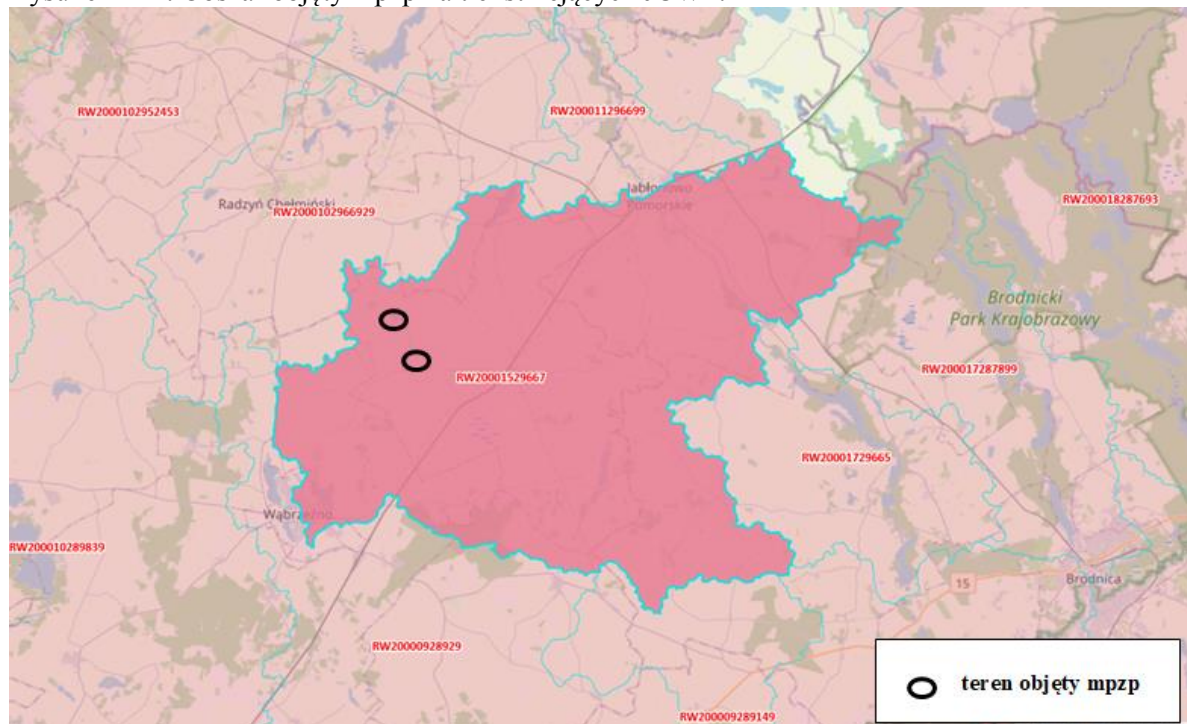 RW2000102952453
RW200011296699
Jabłonowo
Pomorskie
Radzyń Chełmiński
RW2000102966929
RW200018287693
Brodnicki
Park Krajobrazowy
RW20001529667
RW200017287899
RW20001729665
Wąbrzeźno
RW200010289839
15
Brodnica
RW20000928929
teren objęty mpzp
RW200009289149